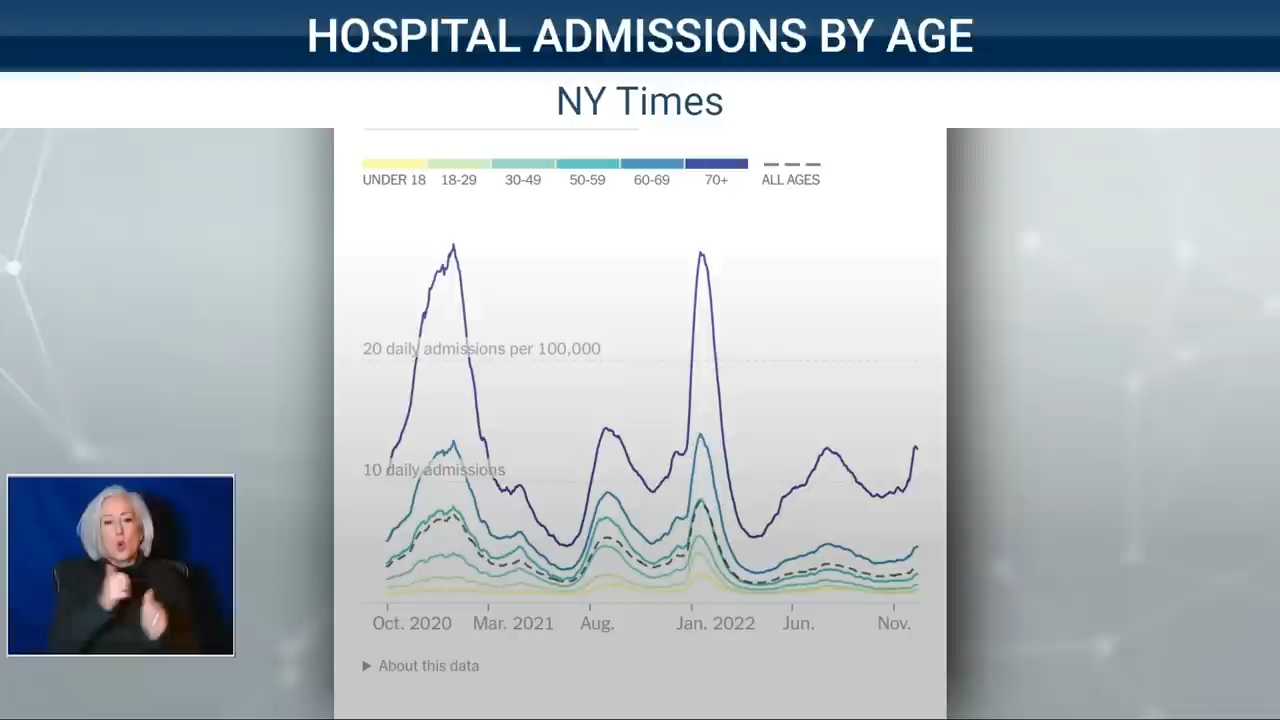 HOSPITAL ADMISSIONS BY AGE
NY Times
UNDER 18 18-29 30-49 50-59 60-69 70+ ALL AGES
20 daily admissions per 100,000
10 daily admissions
Oct. 2020 Mar. 2021 Aug. Jan. 2022 Jun. Nov.
▶ About this data